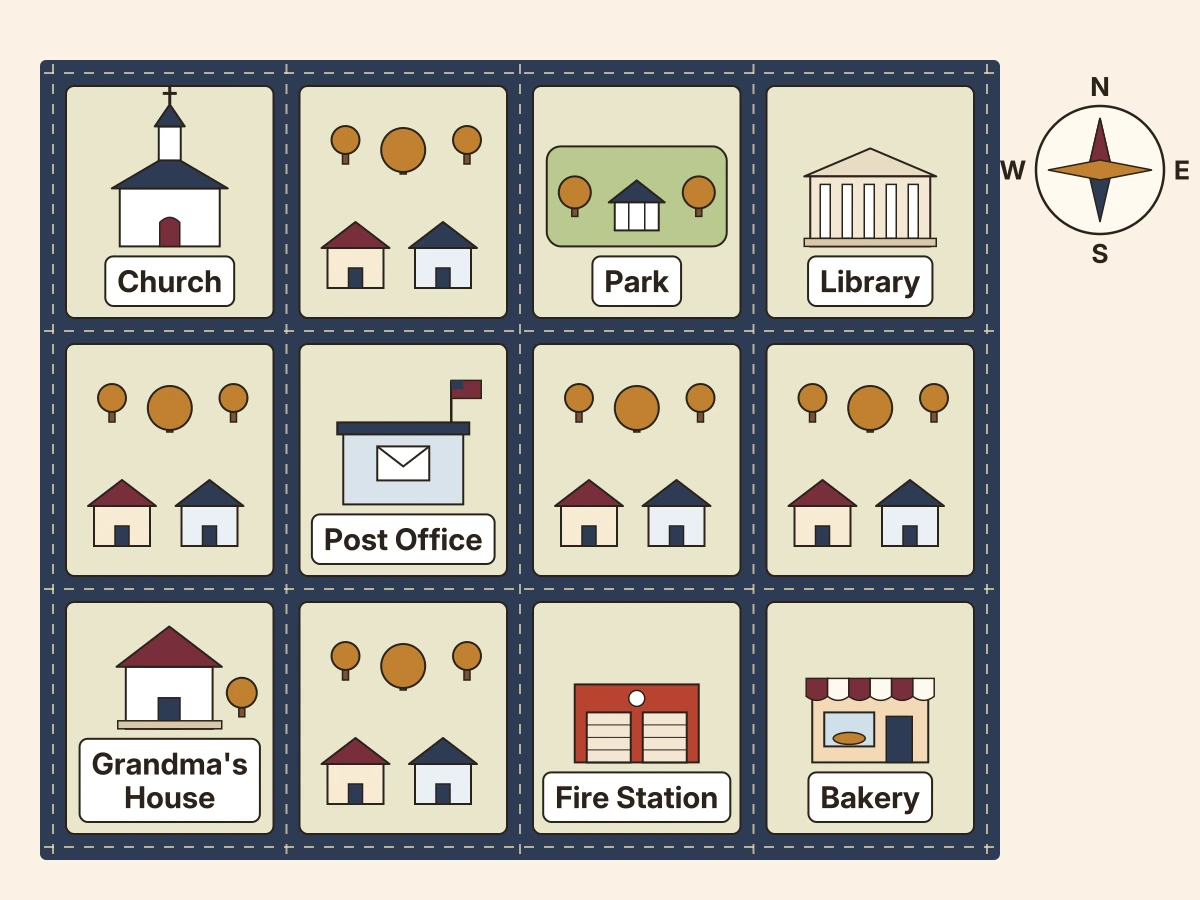 N
W
E
S
Church
Park
Library
Post Office
Grandma's
House
Fire Station
Bakery